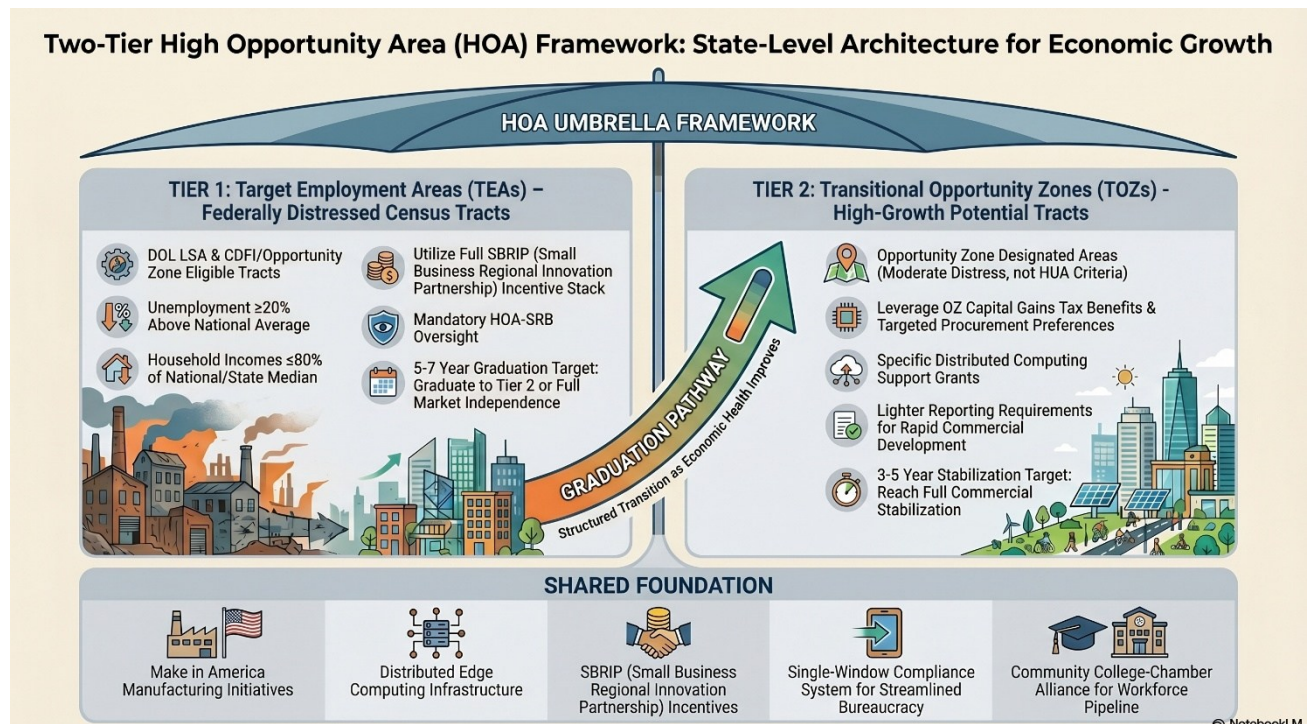 Two-Tier High Opportunity Area (HOA) Framework: State-Level Architecture for Economic Growth
HOA UMBRELLA FRAMEWORK
TIER 1: Target Employment Areas (TEAs) –
Federally Distressed Census Tracts
DOL LSA & CDFI/Opportunity
Zone Eligible Tracts
Unemployment ≥20%
Above National Average
Household Incomes ≤80%
of National/State Median
Utilize Full SBRIP (Small
Business Regional Innovation
Partnership) Incentive Stack
Mandatory HOA-SRB
Oversight
5-7 Year Graduation Target:
Graduate to Tier 2 or Full
Market Independence
GRADUATION PATHWAY
Structured Transition as Economic Health Improves
TIER 2: Transitional Opportunity Zones (TOZs) -
High-Growth Potential Tracts
Opportunity Zone Designated Areas
(Moderate Distress, not HUA Criteria)
Leverage OZ Capital Gains Tax Benefits &
Targeted Procurement Preferences
Specific Distributed Computing
Support Grants
Lighter Reporting Requirements
for Rapid Commercial
Development
3-5 Year Stabilization Target:
Reach Full Commercial
Stabilization
SHARED FOUNDATION
Make in America
Manufacturing Initiatives
Distributed Edge
Computing Infrastructure
SBRIP (Small Business
Regional Innovation
Partnership) Incentives
Single-Window Compliance
System for Streamlined
Bureaucracy
Community College-Chamber
Alliance for Workforce
Pipeline
© NotebookLM